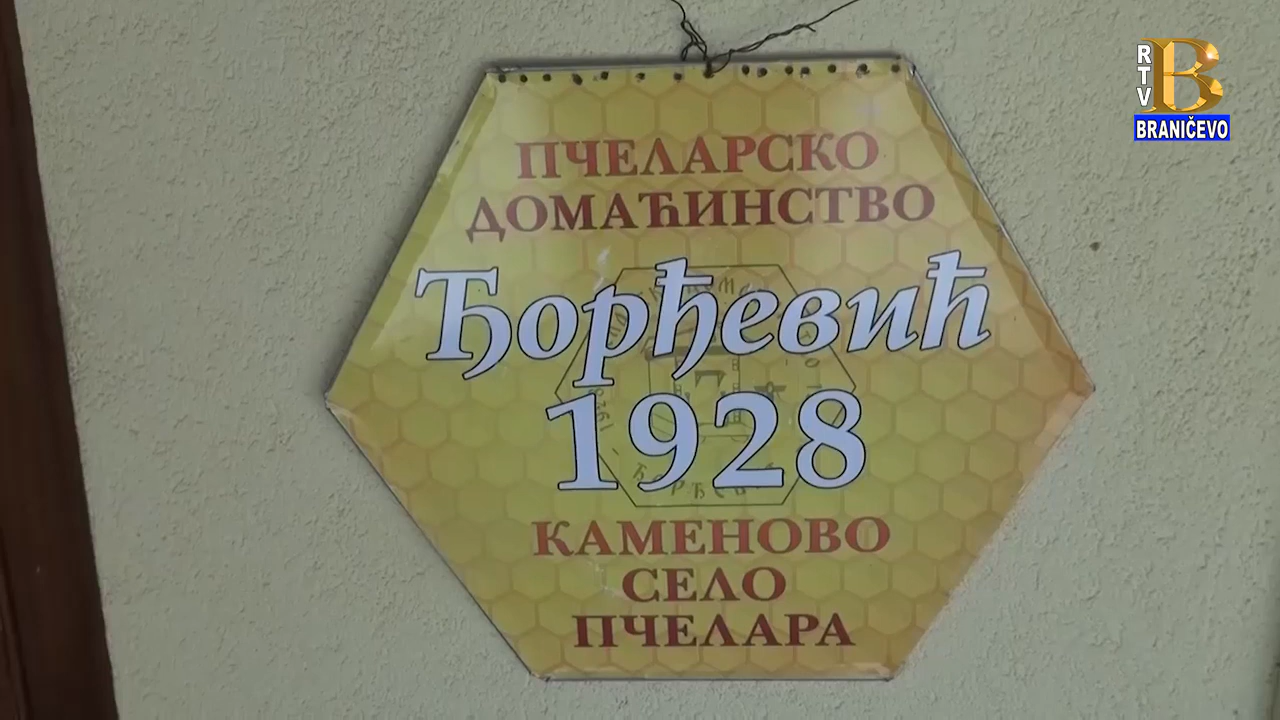 ПЧЕЛАРСКО
ДОМАЋИНСТВО
Ђорђевић
1928
КАМЕНОВО
СЕЛО
ПЧЕЛАРА
RTV
BRANIČEVO